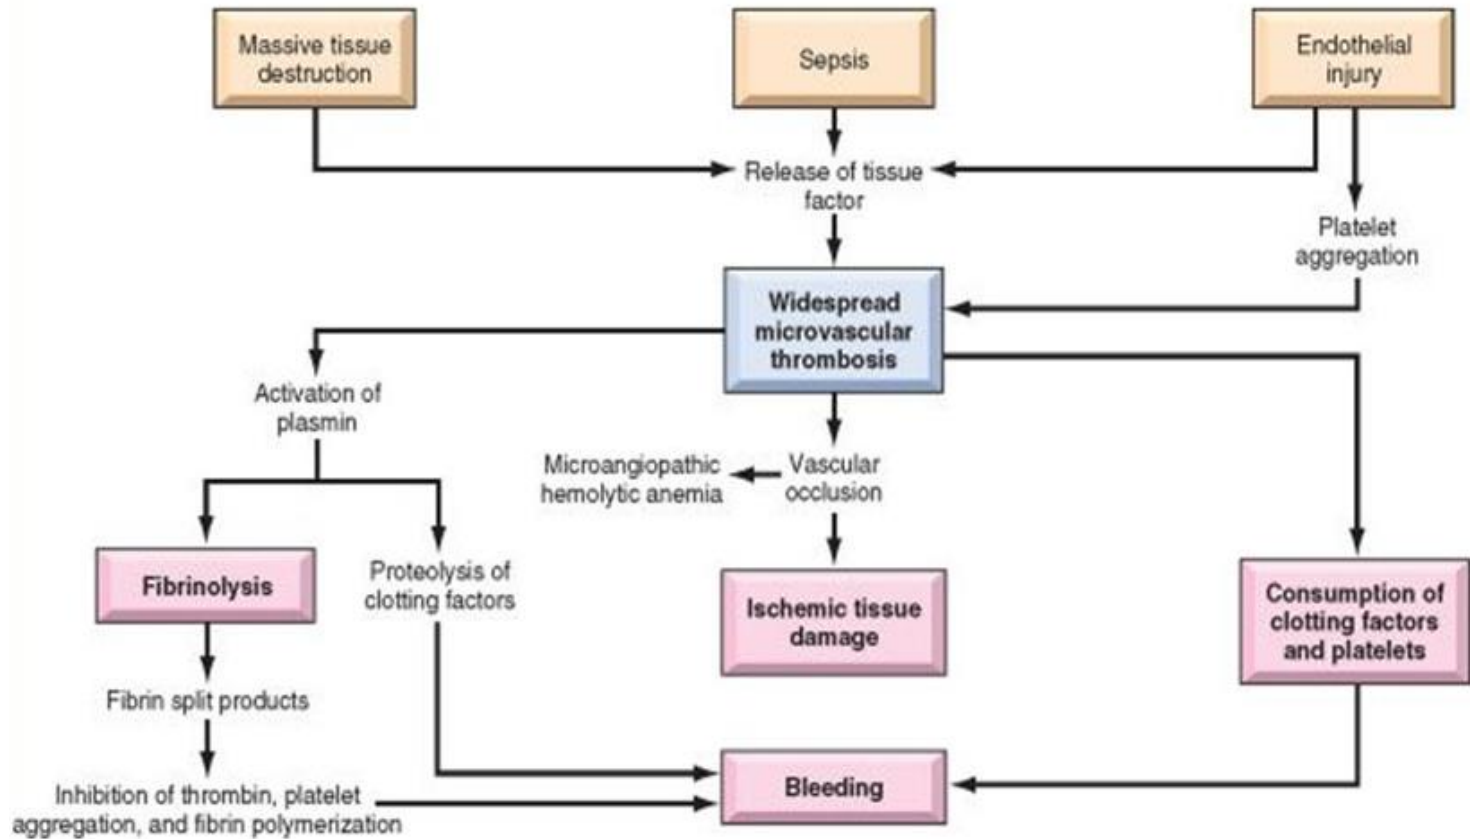 Massive tissue
destruction
Sepsis
Endothelial
injury
Release of tissue
factor
Platelet
aggregation
Widespread
microvascular
thrombosis
Activation of
plasmin
Microangiopathic
hemolytic anemia
Vascular
occlusion
Fibrinolysis
Proteolysis of
clotting factors
Ischemic tissue
damage
Consumption of
clotting factors
and platelets
Fibrin split products
Inhibition of thrombin, platelet
aggregation, and fibrin polymerization
Bleeding